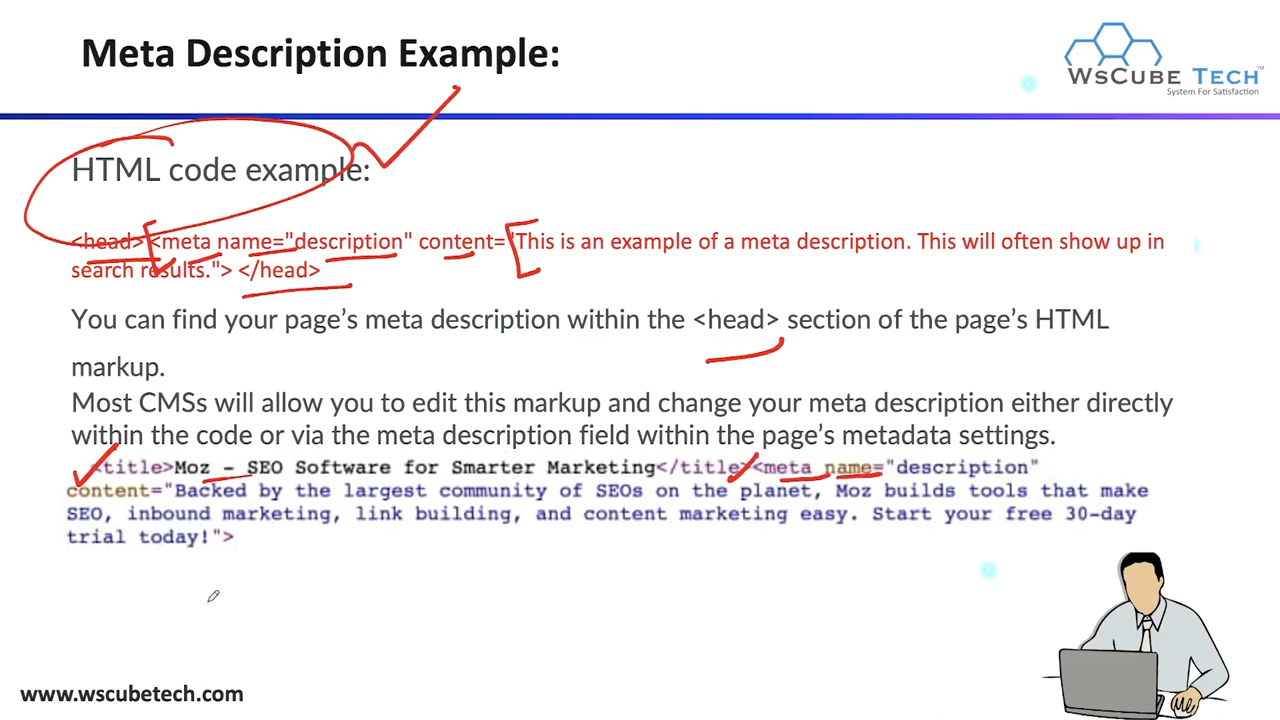 Meta Description Example:
WSCUBE TECH™
System For Satisfaction
HTML code example:
<head> <meta name="description" content="This is an example of a meta description. This will often show up in
search results."> </head>
You can find your page’s meta description within the <head> section of the page’s HTML
markup.
Most CMSs will allow you to edit this markup and change your meta description either directly
within the code or via the meta description field within the page’s metadata settings.
<title>Moz - SEO Software for Smarter Marketing</title><meta name="description"
content="Backed by the largest community of SEOs on the planet, Moz builds tools that make
SEO, inbound marketing, link building, and content marketing easy. Start your free 30-day
trial today!">
www.wscubetech.com